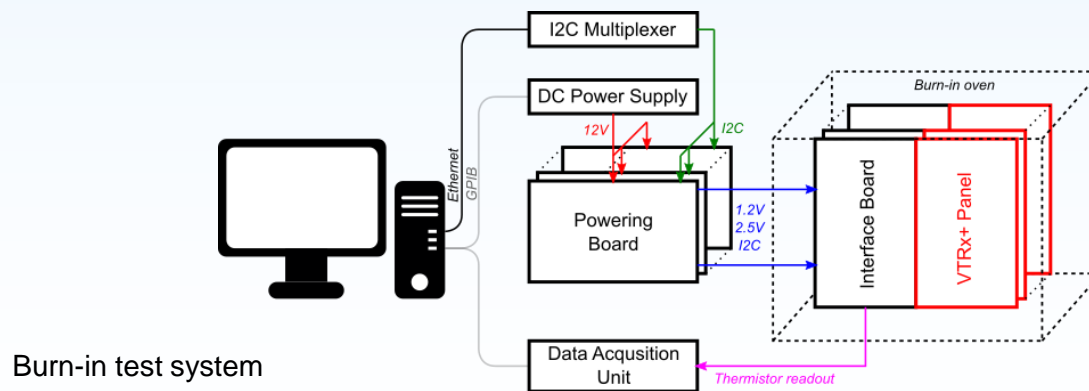 I2C Multiplexer
Burn-in oven
DC Power Supply
12V
I2C
Ethernet
GPIB
Powering
Board
1.2V
2.5V
I2C
Interface Board
VTRx+ Panel
Data Acqusition
Unit
Thermistor readout
Burn-in test system